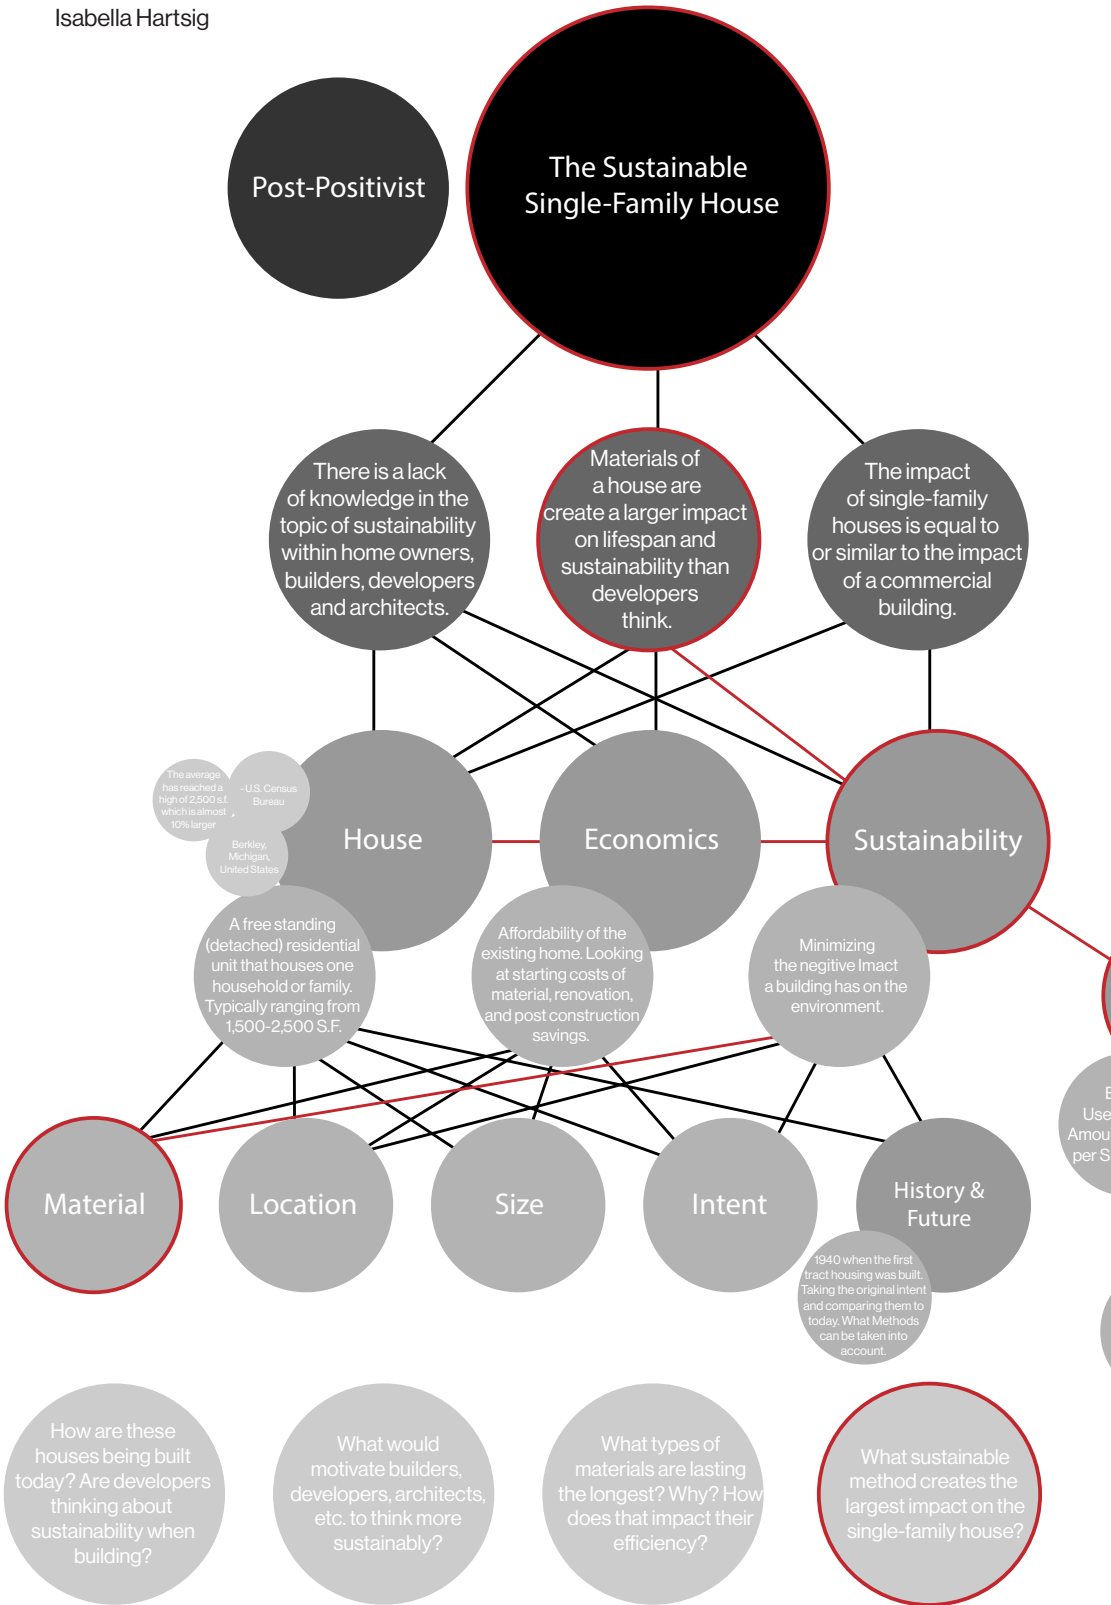 Isabella Hartsig
Post-Positivist
The Sustainable
Single-Family House
There is a lack
of knowledge in the
topic of sustainability
within home owners,
builders, developers
and architects.
Materials of
a house are
create a larger impact
on lifespan and
sustainability than
developers
think.
The impact
of single-family
houses is equal to
or similar to the impact
of a commercial
building.
The average
has reached a
high of 2,500 s.f.
which is almost
10% larger
-U.S. Census
Bureau
Berkley,
Michigan,
United States
House
Economics
Sustainability
A free standing
(detached) residential
unit that houses one
household or family.
Typically ranging from
1,500-2,500 S.F.
Affordability of the
existing home. Looking
at starting costs of
material, renovation,
and post construction
savings.
Minimizing
the negitive Imact
a building has on the
environment.
Use
per S
Material
Location
Size
Intent
History &
Future
1940 when the first
tract housing was built.
Taking the original intent
and comparing them to
today. What Methods
can be taken into
account.
How are these
houses being built
today? Are developers
thinking about
sustainability when
building?
What would
motivate builders,
developers, architects,
etc. to think more
sustainably?
What types of
materials are lasting
the longest? Why? How
does that impact their
efficiency?
What sustainable
method creates the
largest impact on the
single-family house?